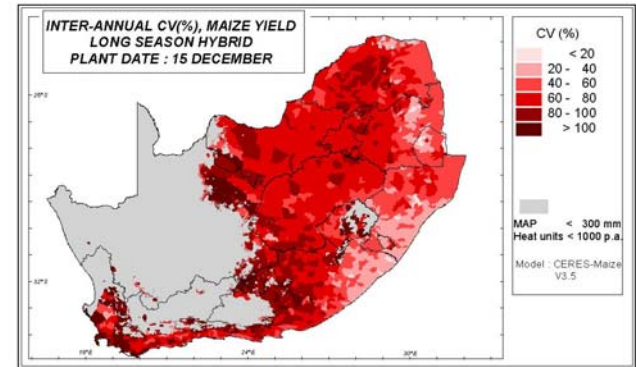 INTER-ANNUAL CV(%), MAIZE YIELD
LONG SEASON HYBRID
PLANT DATE : 15 DECEMBER
CV (%)
< 20
20 - 40
40 - 60
60 - 80
80 - 100
> 100
MAP < 300 mm
Heat units < 1000 p.a.
Model : CERES-Maize
V3.5